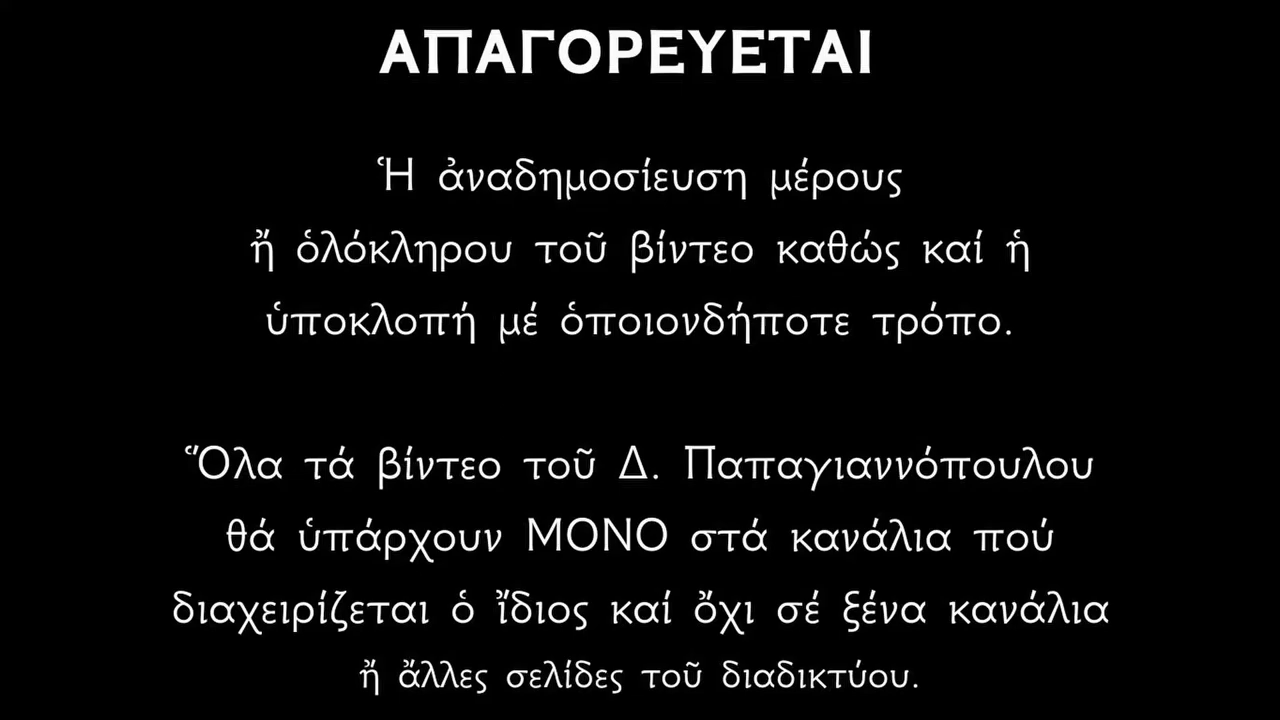 ΑΠΑΓΟΡΕΥΕΤΑΙ
Ἡ ἀναδημοσίευση μέρους
ἤ ὁλόκληρου τοῦ βίντεο καθώς καί ἡ
ὑποκλοπή μέ ὁποιονδήποτε τρόπο.
Ὅλα τά βίντεο τοῦ Δ. Παπαγιαννόπουλου
θά ὑπάρχουν ΜΟΝΟ στά κανάλια πού
διαχειρίζεται ὁ ἴδιος καί ὄχι σέ ξένα κανάλια
ἤ ἄλλες σελίδες τοῦ διαδικτύου.